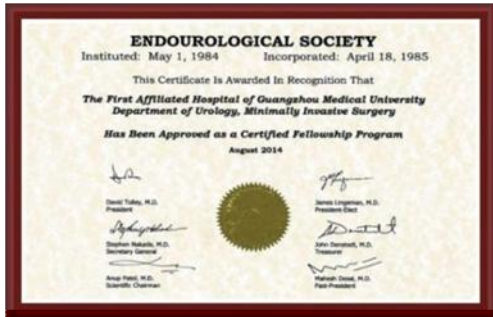 ENDOUROLOGICAL SOCIETY
Instituted: May 1, 1984 Incorporated: April 18, 1985
This Certificate Is Awarded In Recognition That
The First Affiliated Hospital of Guangzhou Medical University
Department of Urology, Minimally Invasive Surgery
Has Been Approved as a Certified Fellowship Program
August 2014
David Tolley, M.D.
President
James Lingeman, M.D.
President-Elect
Stephen Nakada, M.D.
Secretary General
John Denstedt, M.D.
Treasurer
Anup Patel, M.D.
Scientific Chairman
Mahesh Desai, M.D.
Past-President